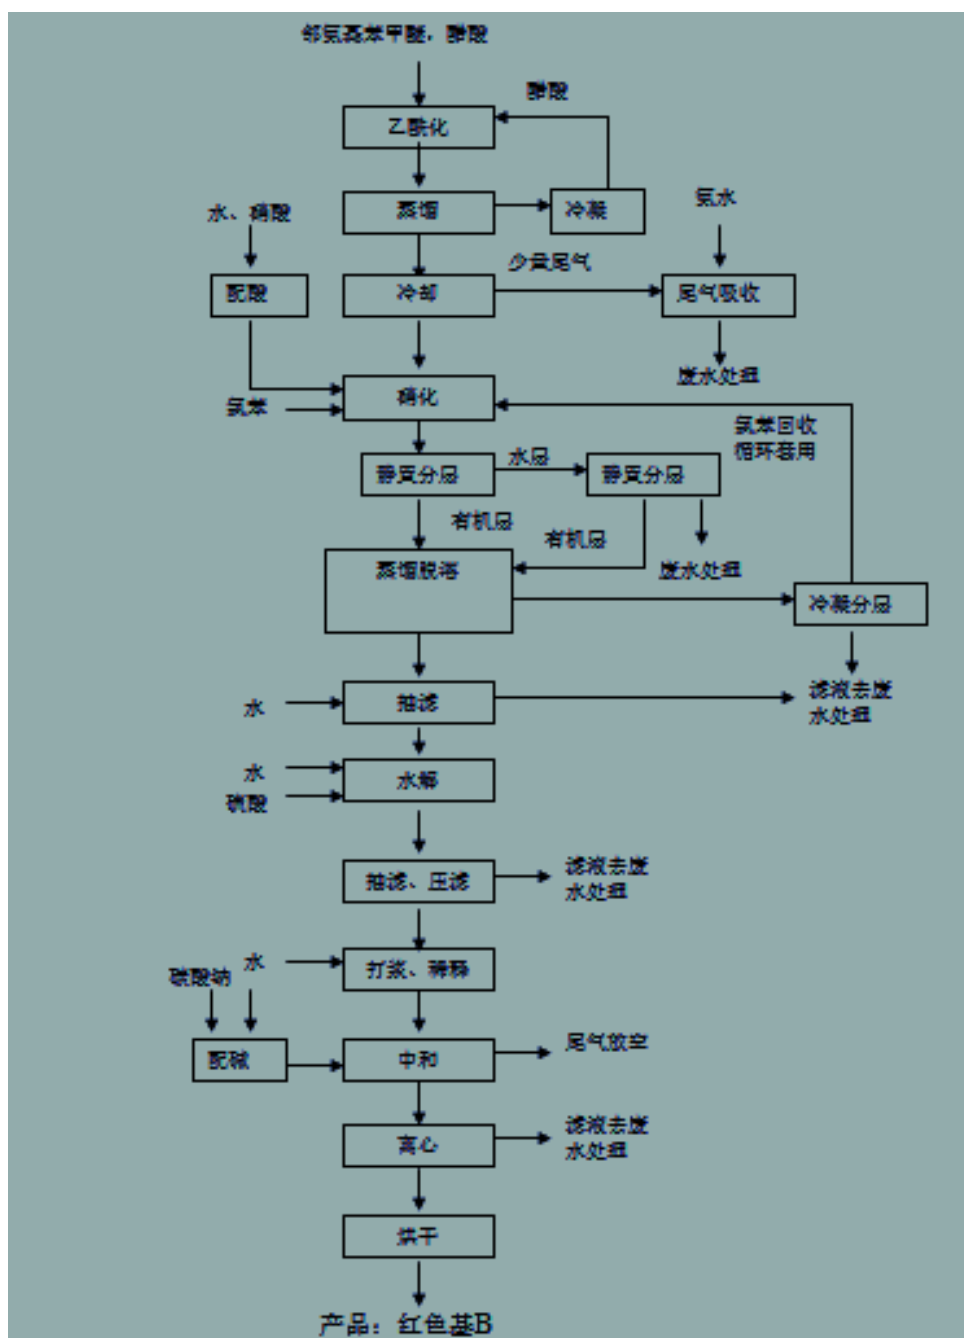 邻氨基苯甲醚，醋酸
醋酸
乙酰化
水、硝酸
蒸馏
冷凝
氨水
少量尾气
配酸
冷却
尾气吸收
废水处理
硝化
氯苯
氯苯回收
循环套用
水层
静置分层
静置分层
有机层
有机层
蒸馏脱溶
废水处理
冷凝分层
水
抽滤
滤液去废
水处理
水
硫酸
水解
抽滤、压滤
滤液去废
水处理
水
打浆、稀释
碳酸钠
配碱
中和
尾气放空
离心
滤液去废
水处理
烘干
产品：红色基B